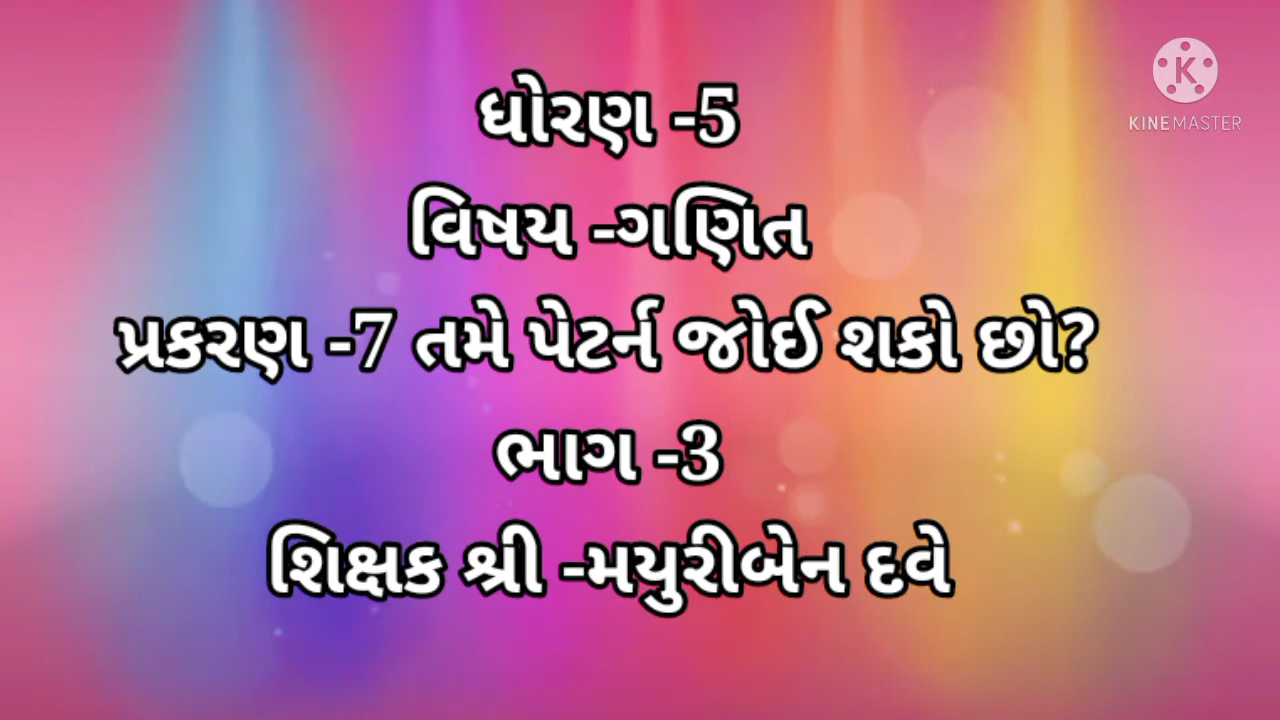 ધોરણ -5
વિષય -ગણિત
પ્રકરણ -7 તમે પેટર્ન જોઈ શકો છો?
ભાગ -3
શિક્ષક શ્રી -મયુરીબેન દવે
K
KINEMASTER